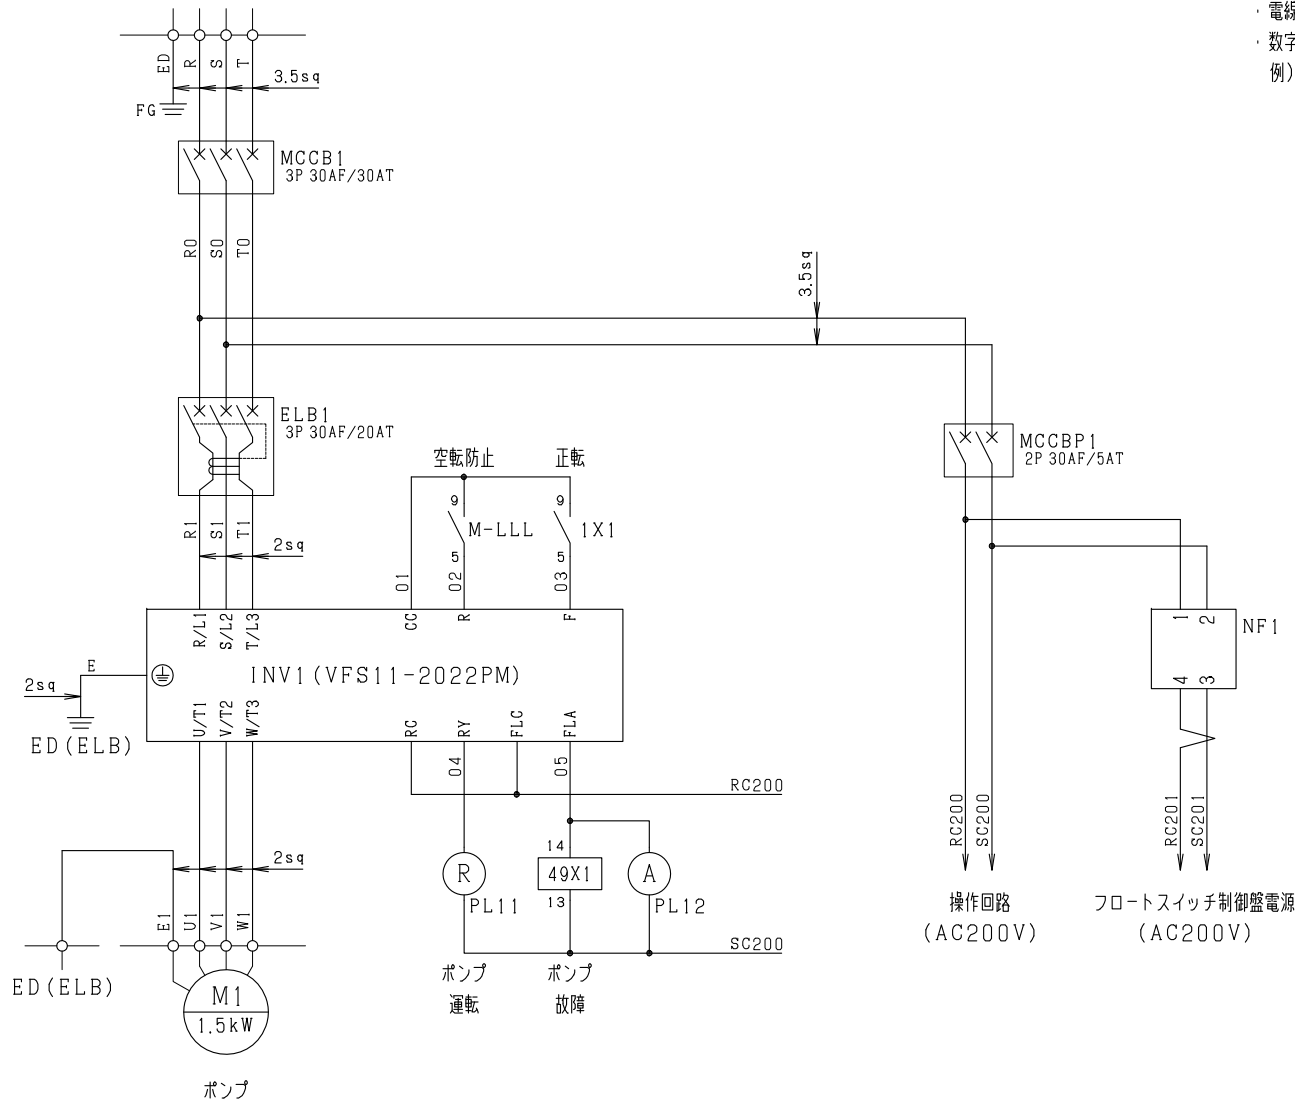 ・電線
・数字
例）
ED
R
S
T
3.5sq
FG
MCCB1
3P 30AF/30AT
R0
S0
T0
3.5sq
ELB1
3P 30AF/20AT
MCCBP1
2P 30AF/5AT
空転防止
正転
9
9
M-LLL
1X1
5
5
R1
S1
T1
2sq
01
02
03
R/L1
S/L2
T/L3
CC
R
F
1
2
NF1
4
3
E
2sq
ED(ELB)
INV1(VFS11-2022PM)
U/T1
V/T2
W/T3
RC
RY
FLC
FLA
04
05
RC200
RC200
SC200
RC201
SC201
14
2sq
R
49X1
A
PL11
13
PL12
E1
U1
V1
W1
SC200
操作回路
(AC200V)
フロートスイッチ制御盤電源
(AC200V)
ED(ELB)
ポンプ
運転
ポンプ
故障
M1
1.5kW
ポンプ